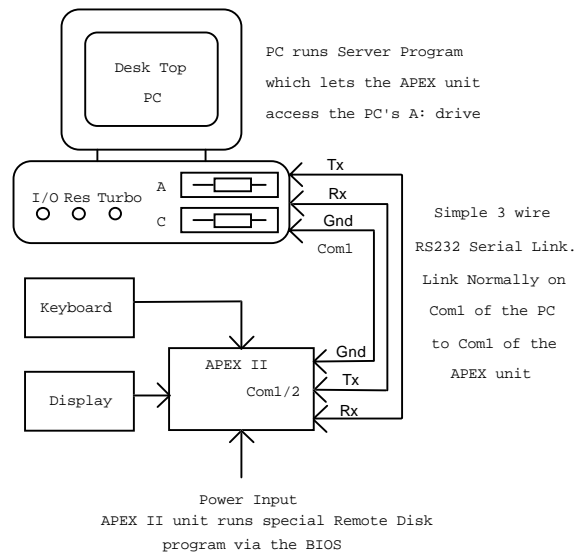 Desk Top
PC
PC runs Server Program
which lets the APEX unit
access the PC's A: drive
I/O Res Turbo
A
C
Tx
Rx
Gnd
Com1
Simple 3 wire
RS232 Serial Link.
Link Normally on
Com1 of the PC
to Com1 of the
APEX unit
Keyboard
Display
APEX II
Com1/2
Gnd
Tx
Rx
Power Input
APEX II unit runs special Remote Disk
program via the BIOS